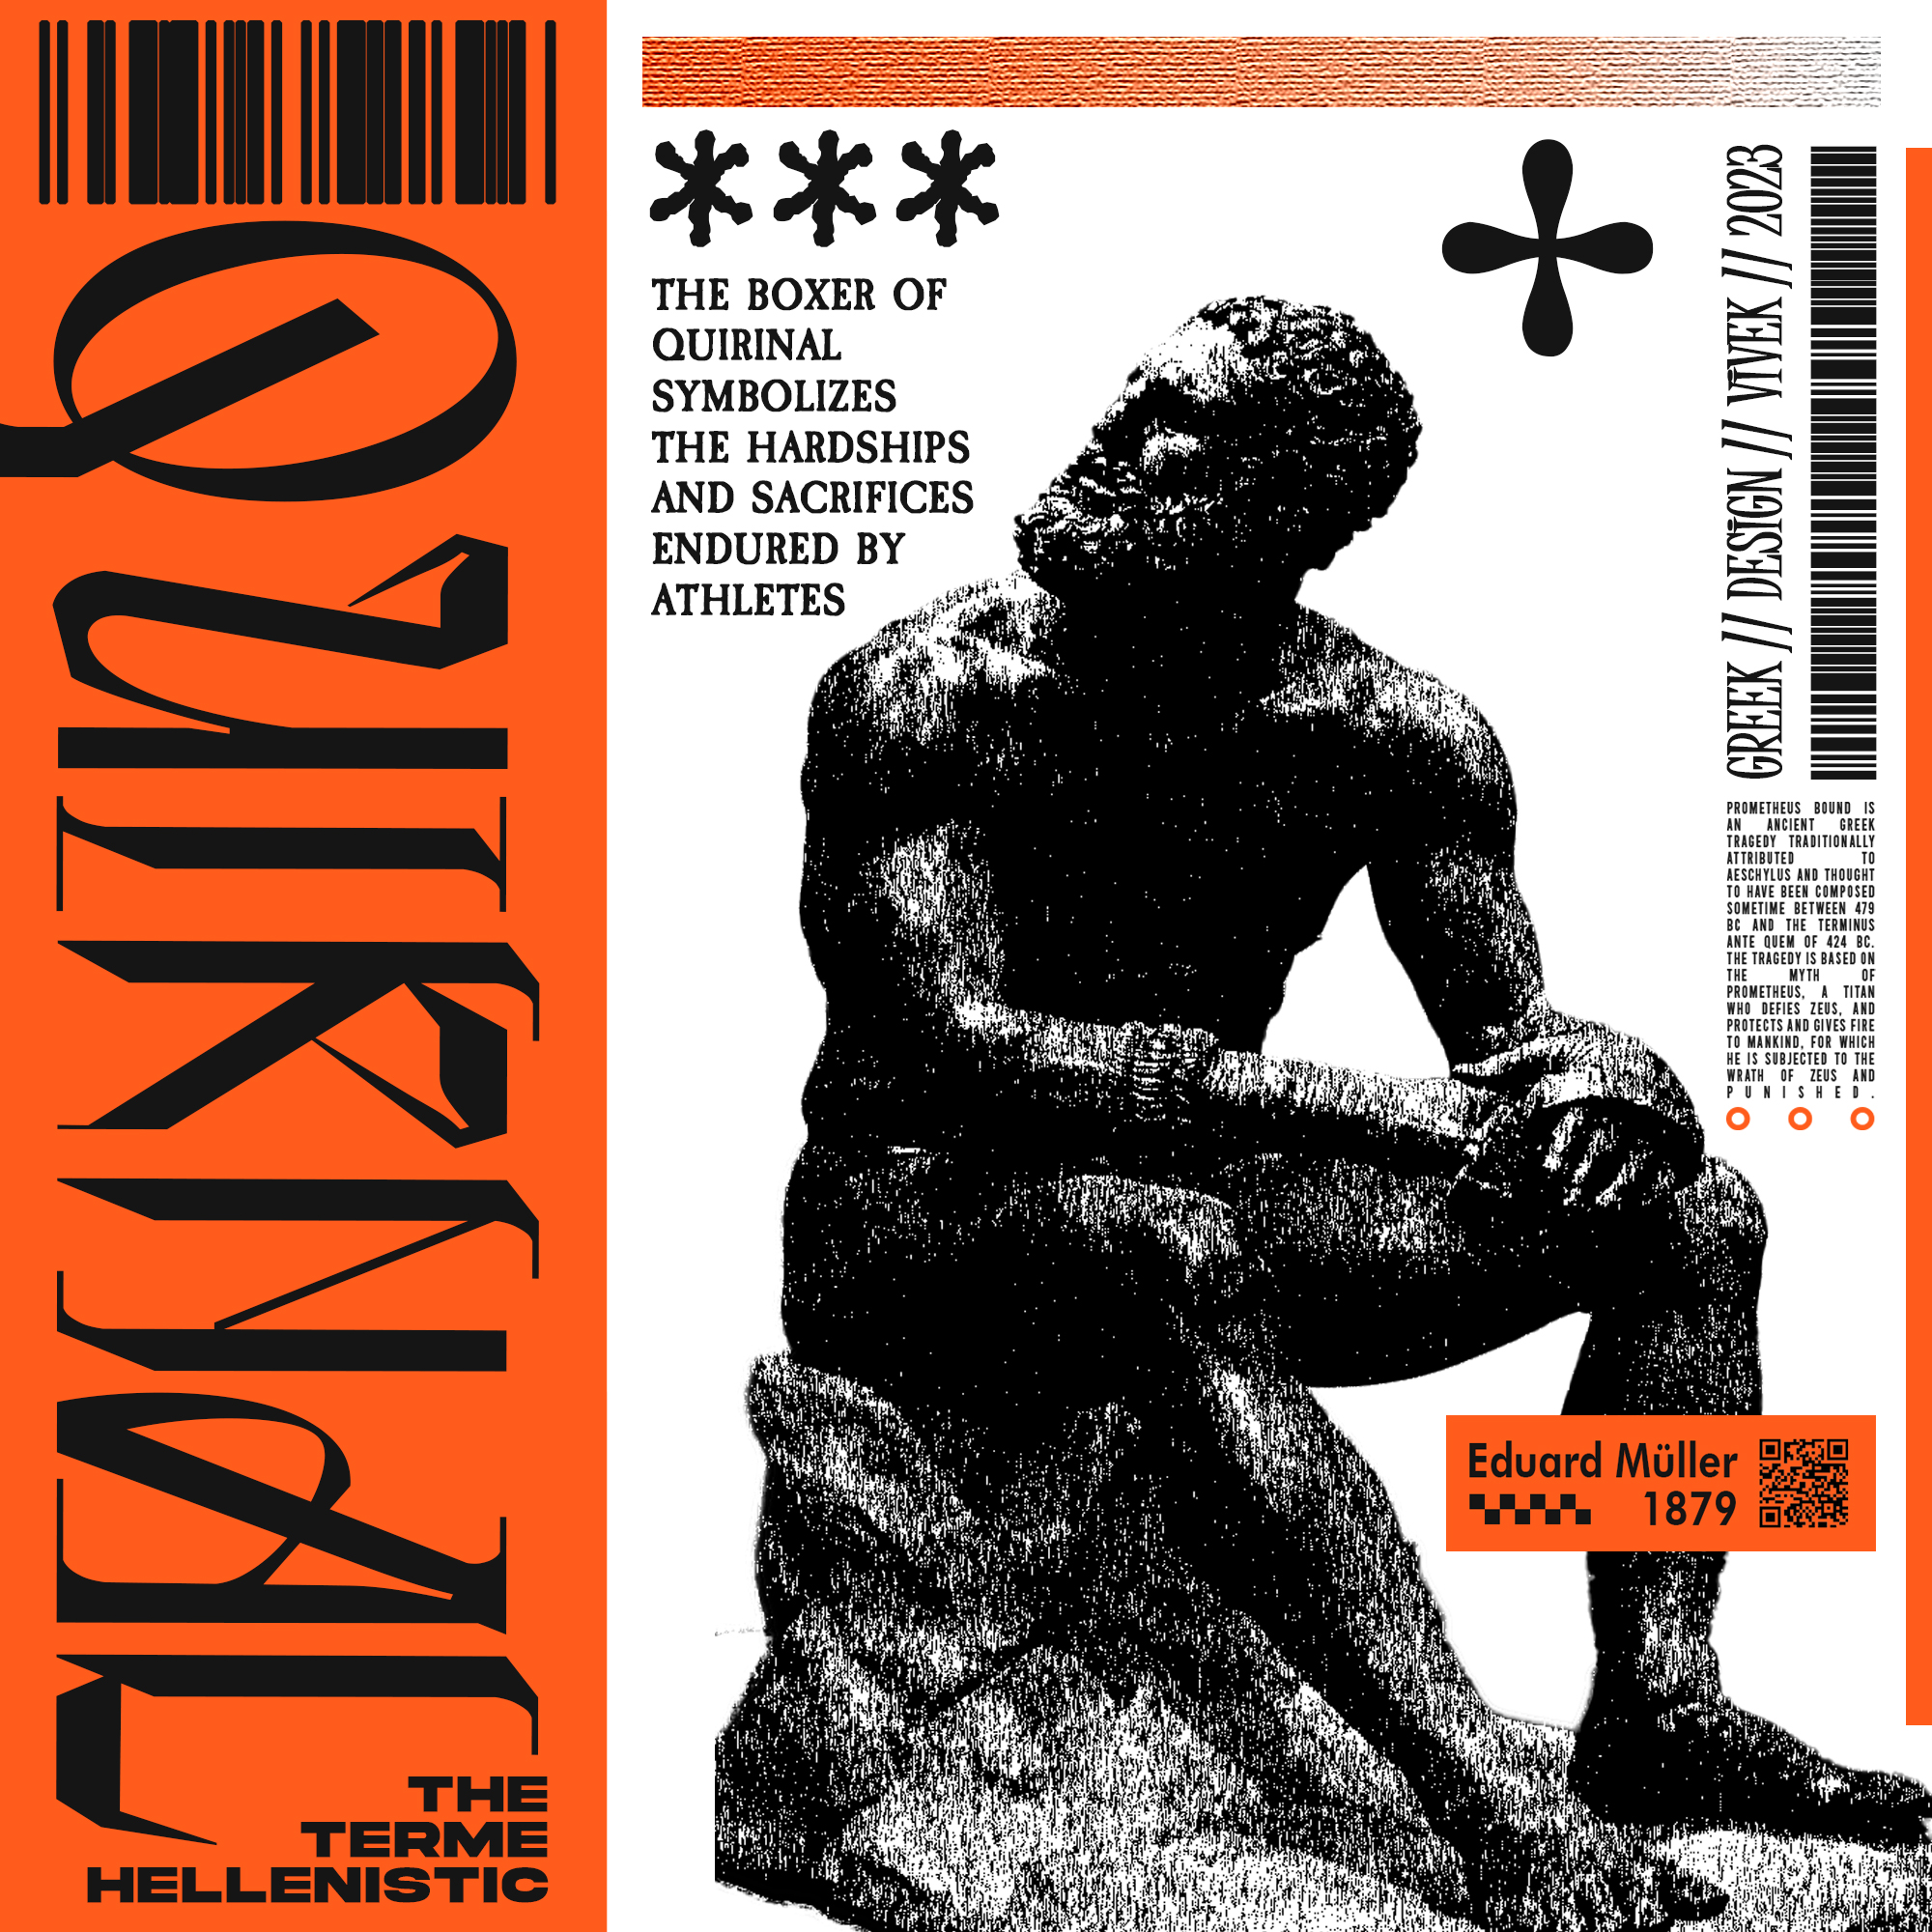 QUIRINAL
THE
TERME
HELLENISTIC
***
THE BOXER OF
QUIRINAL
SYMBOLIZES
THE HARDSHIPS
AND SACRIFICES
ENDURED BY
ATHLETES
GREEK // DESIGN // VIVEK // 2023
PROMETHEUS BOUND IS
AN ANCIENT GREEK
TRAGEDY TRADITIONALLY
ATTRIBUTED TO
AESCHYLUS AND THOUGHT
TO HAVE BEEN COMPOSED
SOMETIME BETWEEN 479
BC AND THE TERMINUS
ANTE QUEM OF 424 BC.
THE TRAGEDY IS BASED ON
THE MYTH OF
PROMETHEUS, A TITAN
WHO DEFIES ZEUS, AND
PROTECTS AND GIVES FIRE
TO MANKIND, FOR WHICH
HE IS SUBJECTED TO THE
WRATH OF ZEUS AND
PUNISHED.
Eduard Müller
1879